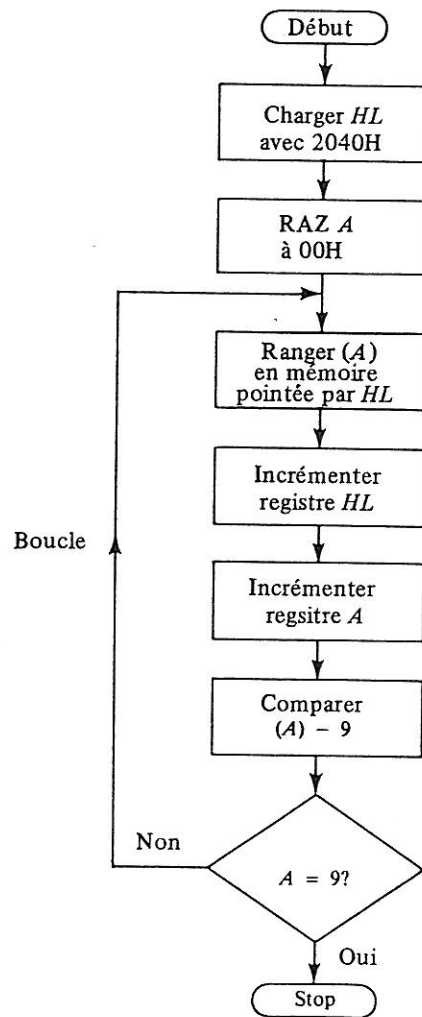 Début
Charger HL
avec 2040H
RAZ A
à 00H
Ranger (A)
en mémoire
pointée par HL
Incrémenter
registre HL
Boucle
Incrémenter
regsitre A
Comparer
(A) − 9
Non
A = 9?
Oui
Stop